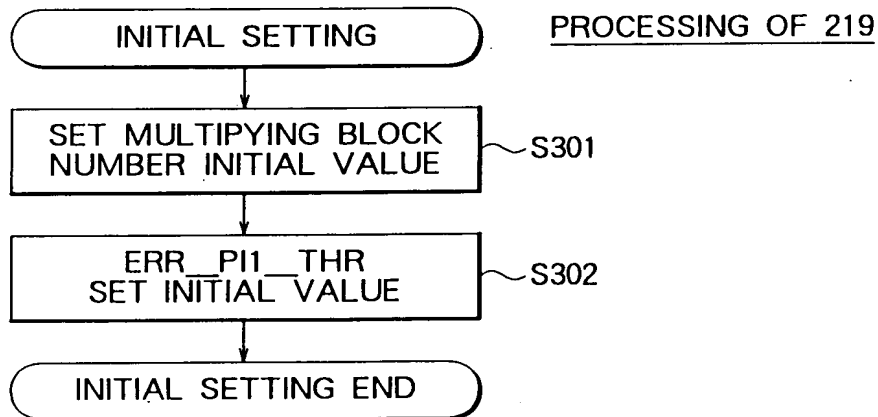 INITIAL SETTING
PROCESSING OF 219
SET MULTIPYING BLOCK
NUMBER INITIAL VALUE
S301
ERR__PI1__THR
SET INITIAL VALUE
S302
INITIAL SETTING END